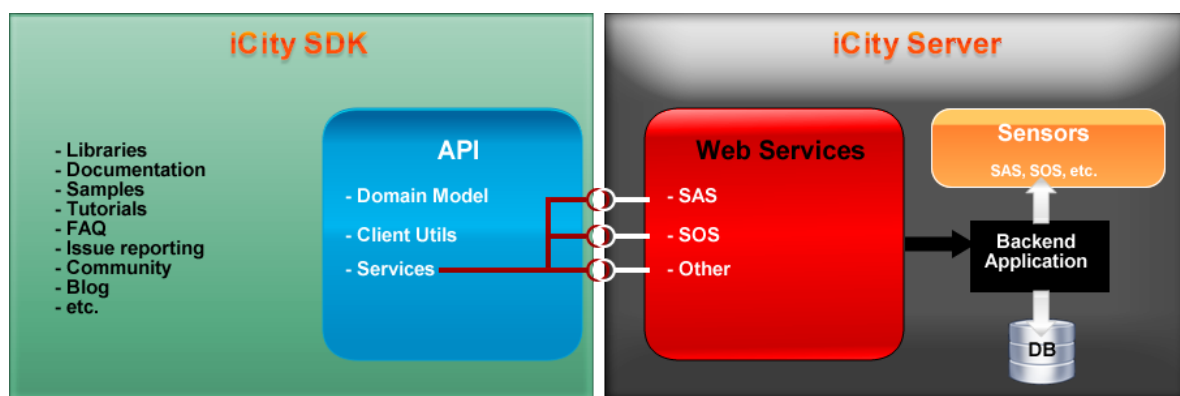 iCity SDK
- Libraries
- Documentation
- Samples
- Tutorials
- FAQ
- Issue reporting
- Community
- Blog
- etc.
API
- Domain Model
- Client Utils
- Services
iCity Server
Web Services
- SAS
- SOS
- Other
Sensors
SAS, SOS, etc.
Backend
Application
DB